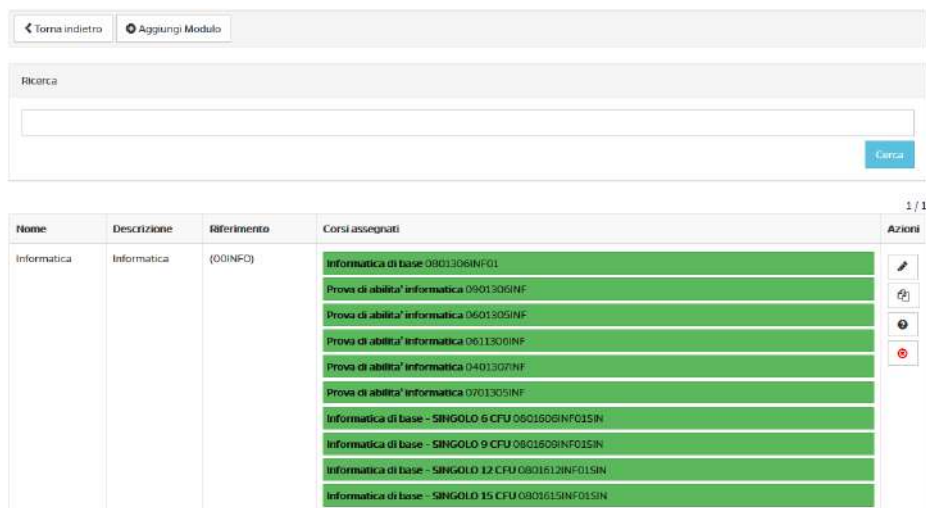 Torna indietro Aggiungi Modulo
Ricerca
Cerca
1 / 1
Nome Descrizione Riferimento Corsi assegnati Azioni
Informatica Informatica (00INFO)
Informatica di base 0801306INF01
Prova di abilita' informatica 0901306INF
Prova di abilita' informatica 0601305INF
Prova di abilita' informatica 0611306INF
Prova di abilita' informatica 0401307INF
Prova di abilita' informatica 0701305INF
Informatica di base - SINGOLO 6 CFU 0801606INF01SIN
Informatica di base - SINGOLO 9 CFU 0801609INF01SIN
Informatica di base - SINGOLO 12 CFU 0801612INF01SIN
Informatica di base - SINGOLO 15 CFU 0801615INF01SIN